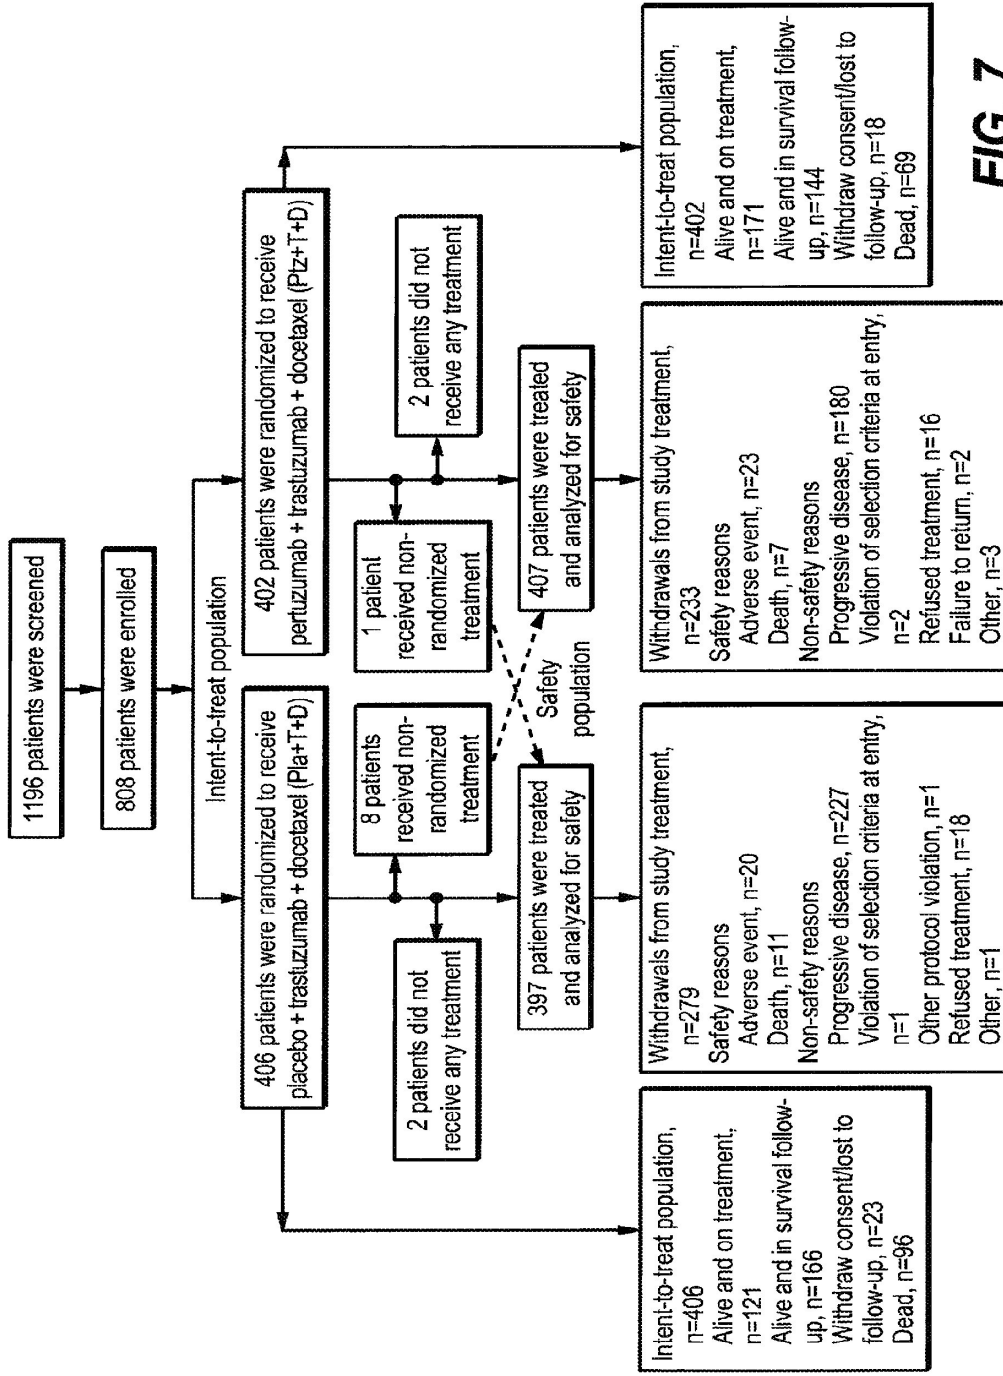 1196 patients were screened
808 patients were enrolled
Intent-to-treat population
406 patients were randomized to receive
placebo + trastuzumab + docetaxel (Pla+T+D)
402 patients were randomized to receive
pertuzumab + trastuzumab + docetaxel (Ptz+T+D)
2 patients did not
receive any treatment
8 patients
received non-
randomized
treatment
1 patient
received non-
randomized
treatment
2 patients did not
receive any treatment
Safety
population
397 patients were treated
and analyzed for safety
407 patients were treated
and analyzed for safety
Intent-to-treat population,
n=406
Alive and on treatment,
n=121
Alive and in survival follow-
up, n=166
Withdraw consent/lost to
follow-up, n=23
Dead, n=96
Withdrawals from study treatment,
n=279
Safety reasons
Adverse event, n=20
Death, n=11
Non-safety reasons
Progressive disease, n=227
Violation of selection criteria at entry,
n=1
Other protocol violation, n=1
Refused treatment, n=18
Other, n=1
Withdrawals from study treatment,
n=233
Safety reasons
Adverse event, n=23
Death, n=7
Non-safety reasons
Progressive disease, n=180
Violation of selection criteria at entry,
n=2
Refused treatment, n=16
Failure to return, n=2
Other, n=3
Intent-to-treat population,
n=402
Alive and on treatment,
n=171
Alive and in survival follow-
up, n=144
Withdraw consent/lost to
follow-up, n=18
Dead, n=69
FIG. 7